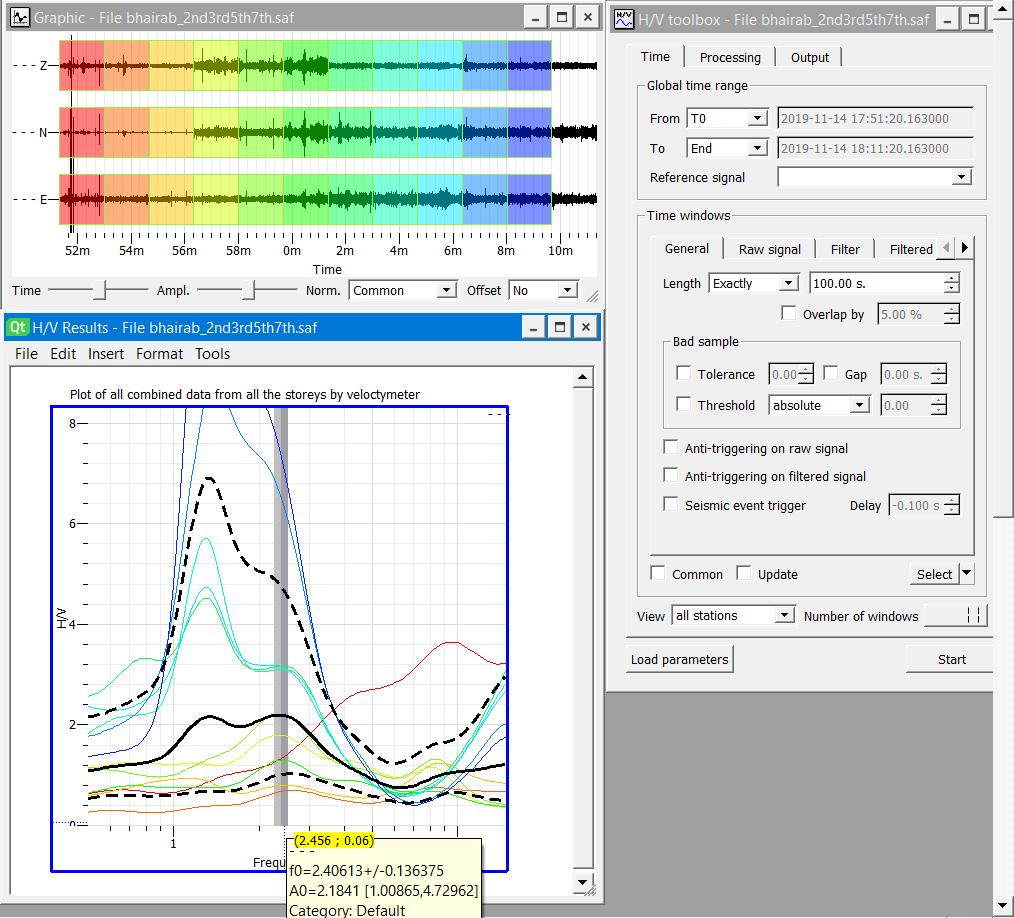 Graphic - File bhairab_2nd3rd5th7th.saf
- - - Z
- - - N
- - - E
52m 54m 56m 58m 0m 2m 4m 6m 8m 10m
Time
Time Ampl. Norm. Common Offset No
Qt H/V Results - File bhairab_2nd3rd5th7th.saf
File Edit Insert Format Tools
Plot of all combined data from all the storeys by veloctymeter
- - -
8
6
4
2
0
H/V
1
Frequ
(2.456 ; 0.06)
- - -
f0=2.40613+/-0.136375
A0=2.1841 [1.00865,4.72962]
Category: Default
H/V H/V toolbox - File bhairab_2nd3rd5th7th.saf
Time Processing Output
Global time range
From T0 2019-11-14 17:51:20.163000
To End 2019-11-14 18:11:20.163000
Reference signal
Time windows
General Raw signal Filter Filtered
Length Exactly 100.00 s.
Overlap by 5.00 %
Bad sample
Tolerance 0.00 Gap 0.00 s.
Threshold absolute 0.00
Anti-triggering on raw signal
Anti-triggering on filtered signal
Seismic event trigger Delay -0.100 s
Common Update Select
View all stations Number of windows
Load parameters Start